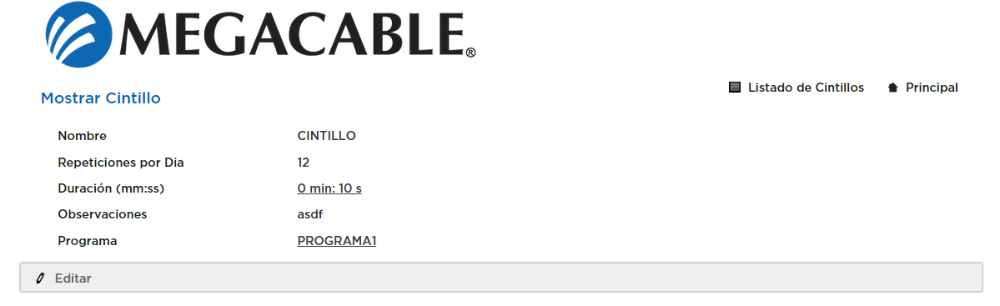 MEGACABLE®
Listado de Cintillos Principal
Mostrar Cintillo
Nombre CINTILLO
Repeticiones por Dia 12
Duración (mm:ss) 0 min: 10 s
Observaciones asdf
Programa PROGRAMA1
Editar